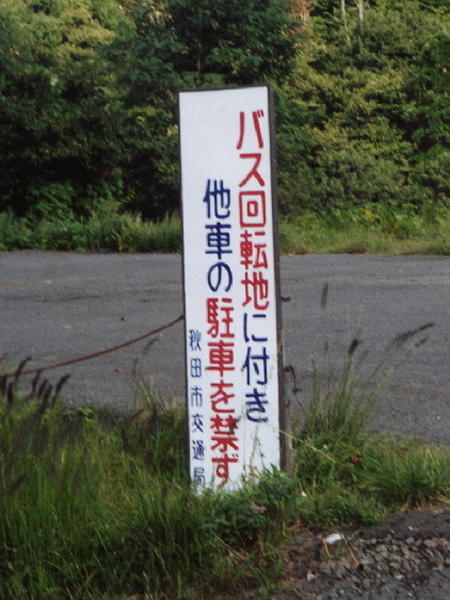 バス回転地に付き
他車の駐車を禁ず
秋田市交通局